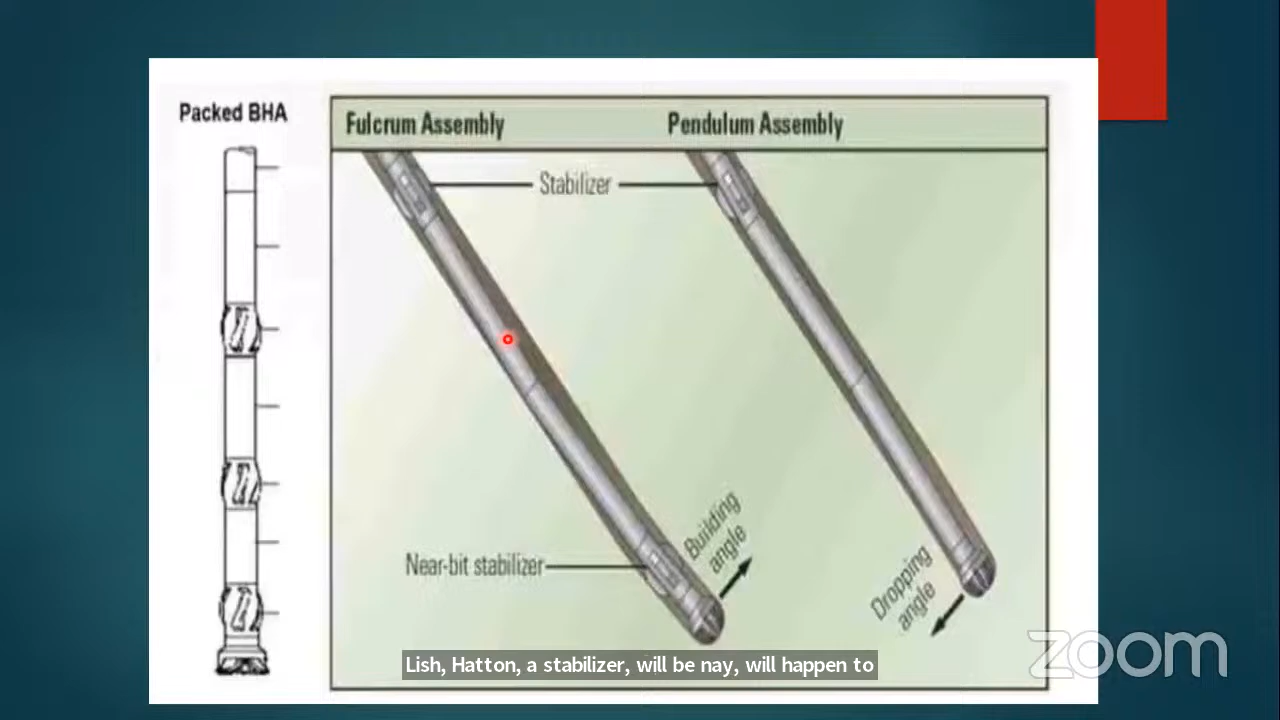 Packed BHA
Fulcrum Assembly
Pendulum Assembly
Stabilizer
Near-bit stabilizer
Building
angle
Dropping
angle
zoom
Lish, Hatton, a stabilizer, will be nay, will happen to